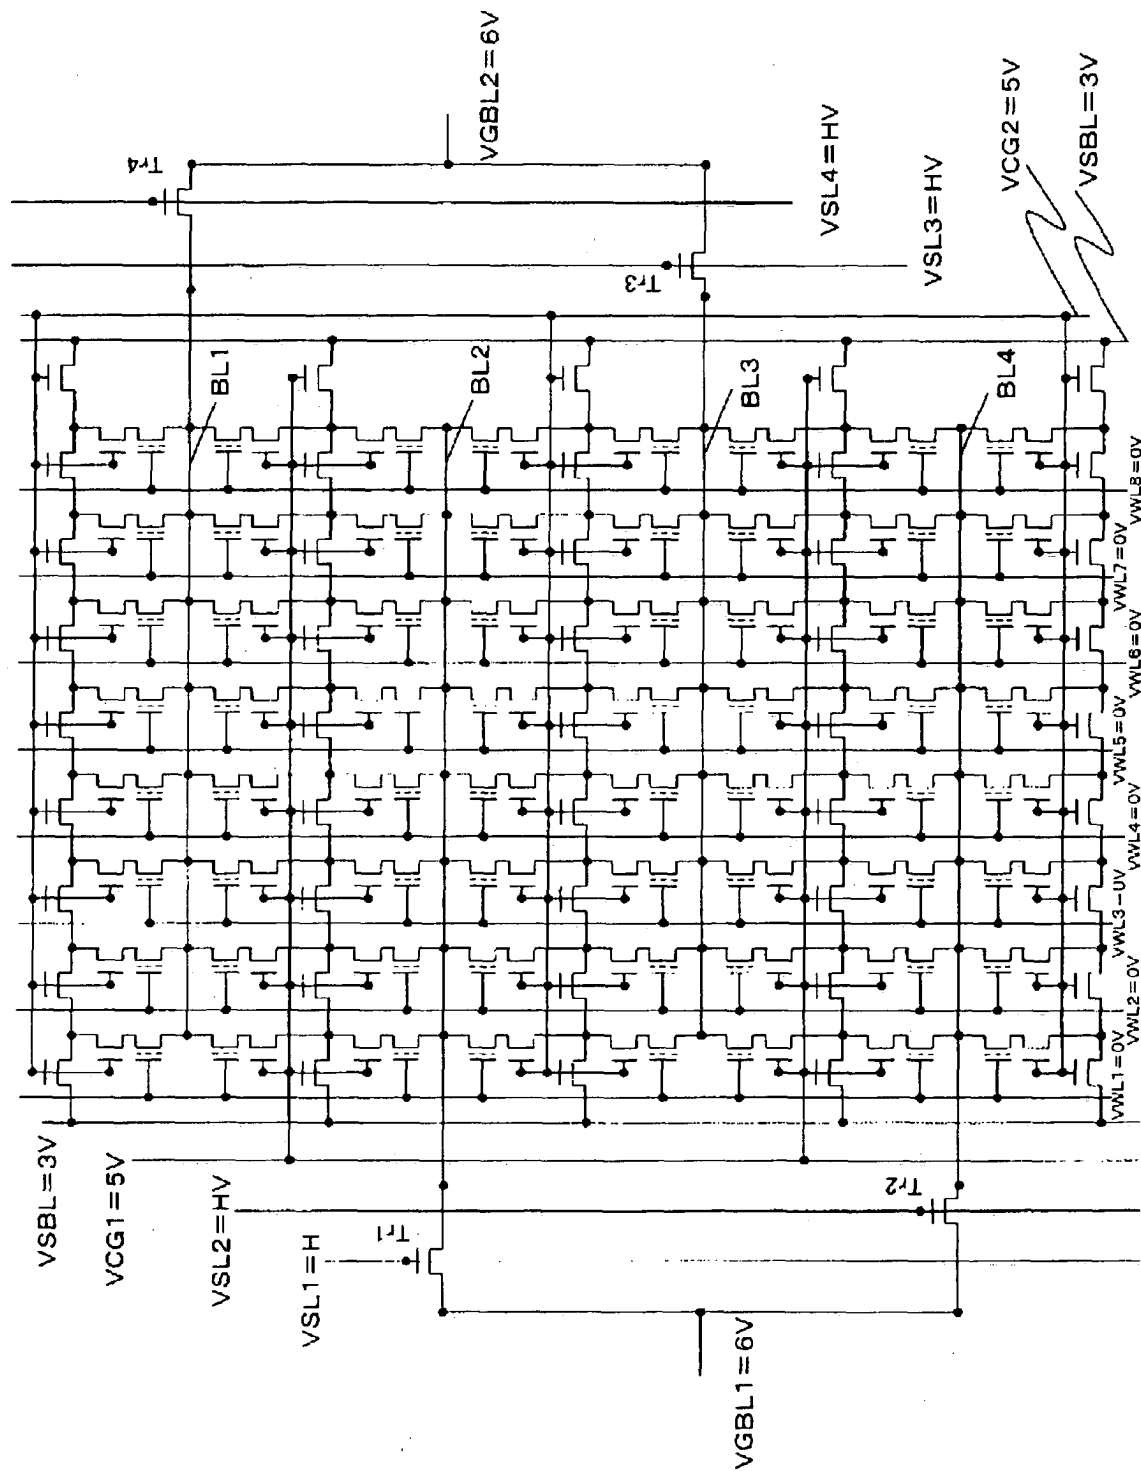 Tr4
VGBL2=6V
VSL4=HV
Tr3
VSL3=HV
VCG2=5V
VSBL=3V
BL1
BL2
BL3
BL4
VWL8=0V
VWL7=0V
VWL6=0V
VWL5=0V
VWL4=0V
VWL3-0V
VWL2=0V
VWL1=0V
VSBL=3V
VCG1=5V
VSL2=HV
VSL1=H
Tr1
Tr2
VGBL1=6V